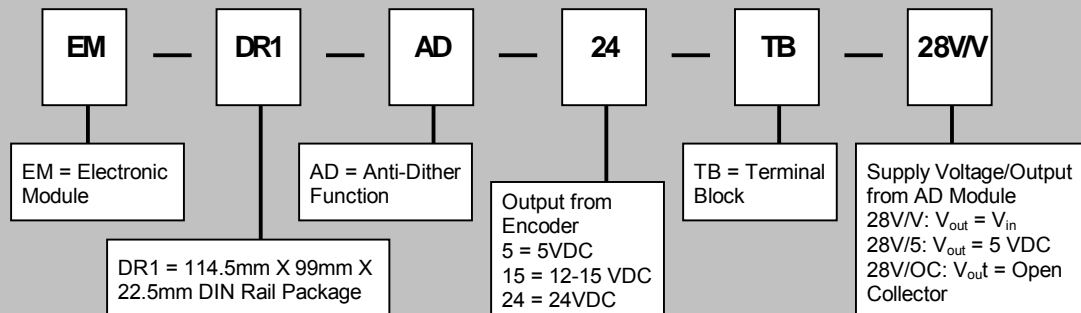 EM — DR1 — AD — 24 — TB — 28V/V
EM = Electronic
Module
DR1 = 114.5mm X 99mm X
22.5mm DIN Rail Package
AD = Anti-Dither
Function
Output from
Encoder
5 = 5VDC
15 = 12-15 VDC
24 = 24VDC
TB = Terminal
Block
Supply Voltage/Output
from AD Module
28V/V: Vout = Vin
28V/5: Vout = 5 VDC
28V/OC: Vout = Open
Collector